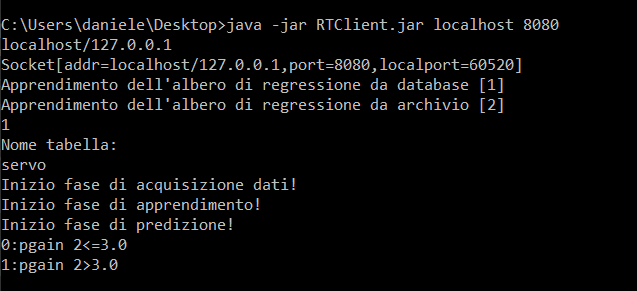 C:\Users\daniele\Desktop>java -jar RTClient.jar localhost 8080
localhost/127.0.0.1
Socket[addr=localhost/127.0.0.1,port=8080,localport=60520]
Apprendimento dell'albero di regressione da database [1]
Apprendimento dell'albero di regressione da archivio [2]
1
Nome tabella:
servo
Inizio fase di acquisizione dati!
Inizio fase di apprendimento!
Inizio fase di predizione!
0:pgain 2<=3.0
1:pgain 2>3.0